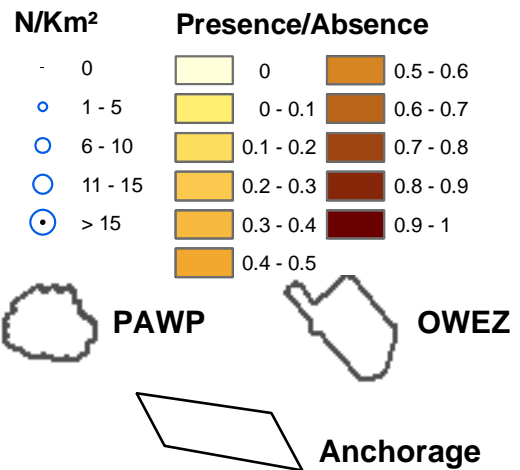 N/Km²
- 0
1 - 5
6 - 10
11 - 15
> 15
Presence/Absence
0
0 - 0.1
0.1 - 0.2
0.2 - 0.3
0.3 - 0.4
0.4 - 0.5
0.5 - 0.6
0.6 - 0.7
0.7 - 0.8
0.8 - 0.9
0.9 - 1
PAWP
OWEZ
Anchorage